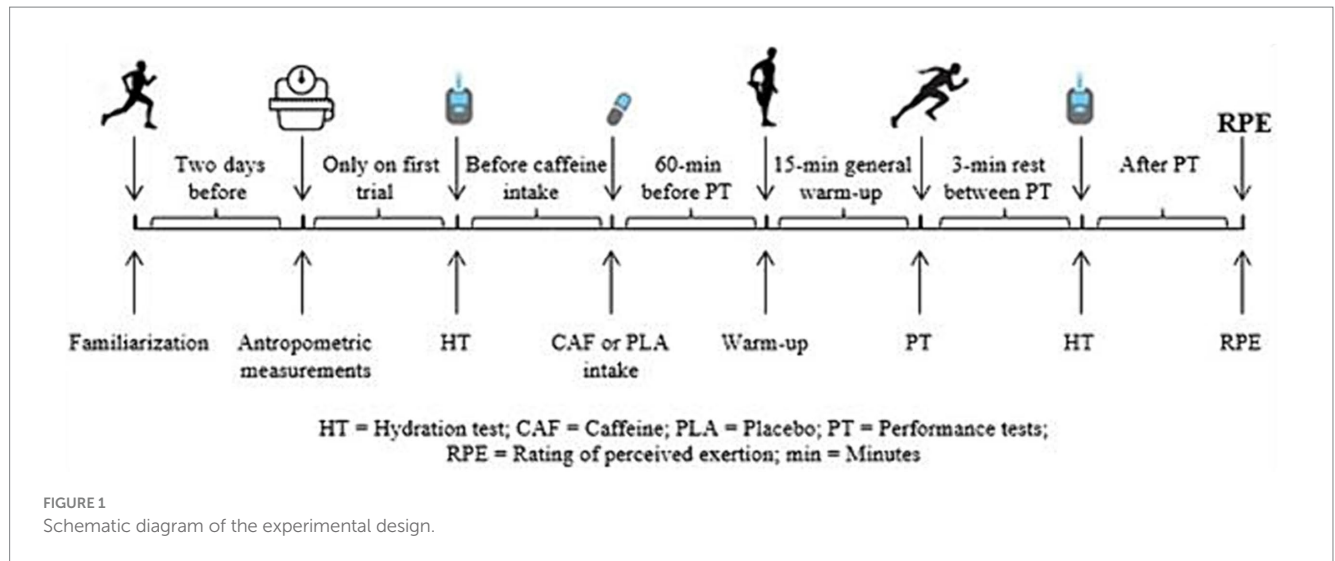 RPE
Two days
before
Only on first
trial
Before caffeine
intake
60-min
before PT
15-min general
warm-up
3-min rest
between PT
After PT
Familiarization
Antropometric
measurements
HT
CAF or PLA
intake
Warm-up
PT
HT
RPE
HT = Hydration test; CAF = Caffeine; PLA = Placebo; PT = Performance tests;
RPE = Rating of perceived exertion; min = Minutes
FIGURE 1
Schematic diagram of the experimental design.